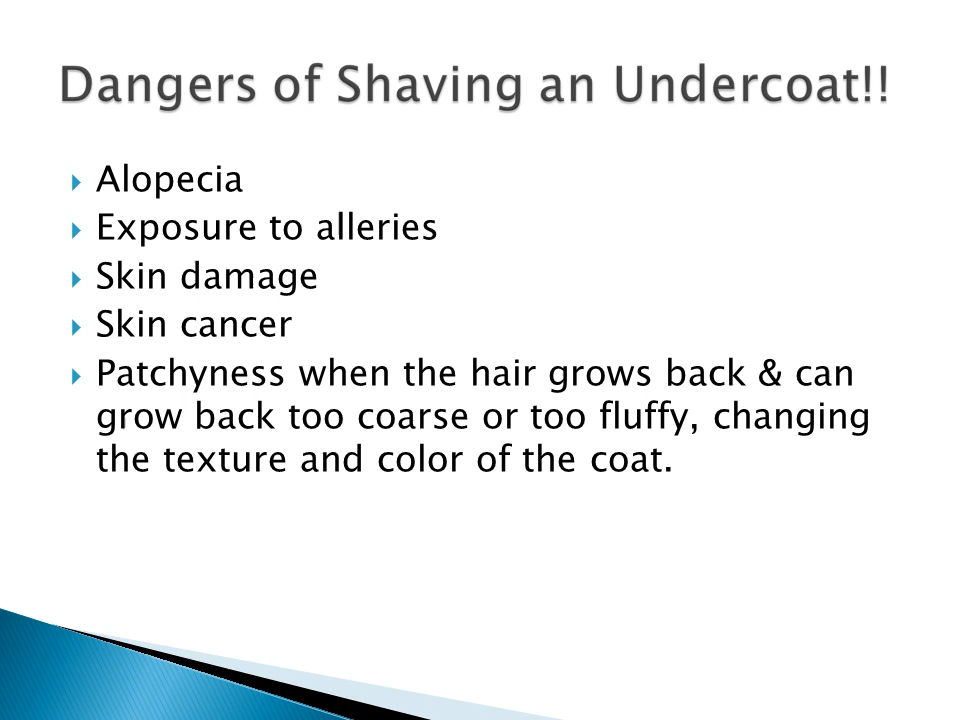 Dangers of Shaving an Undercoat!!
Alopecia
Exposure to alleries
Skin damage
Skin cancer
Patchyness when the hair grows back & can
grow back too coarse or too fluffy, changing
the texture and color of the coat.